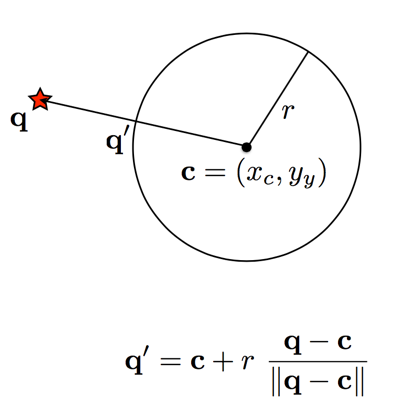 q
q′
r
c = (x_c, y_y)
q′ = c + r (q − c) / ‖q − c‖